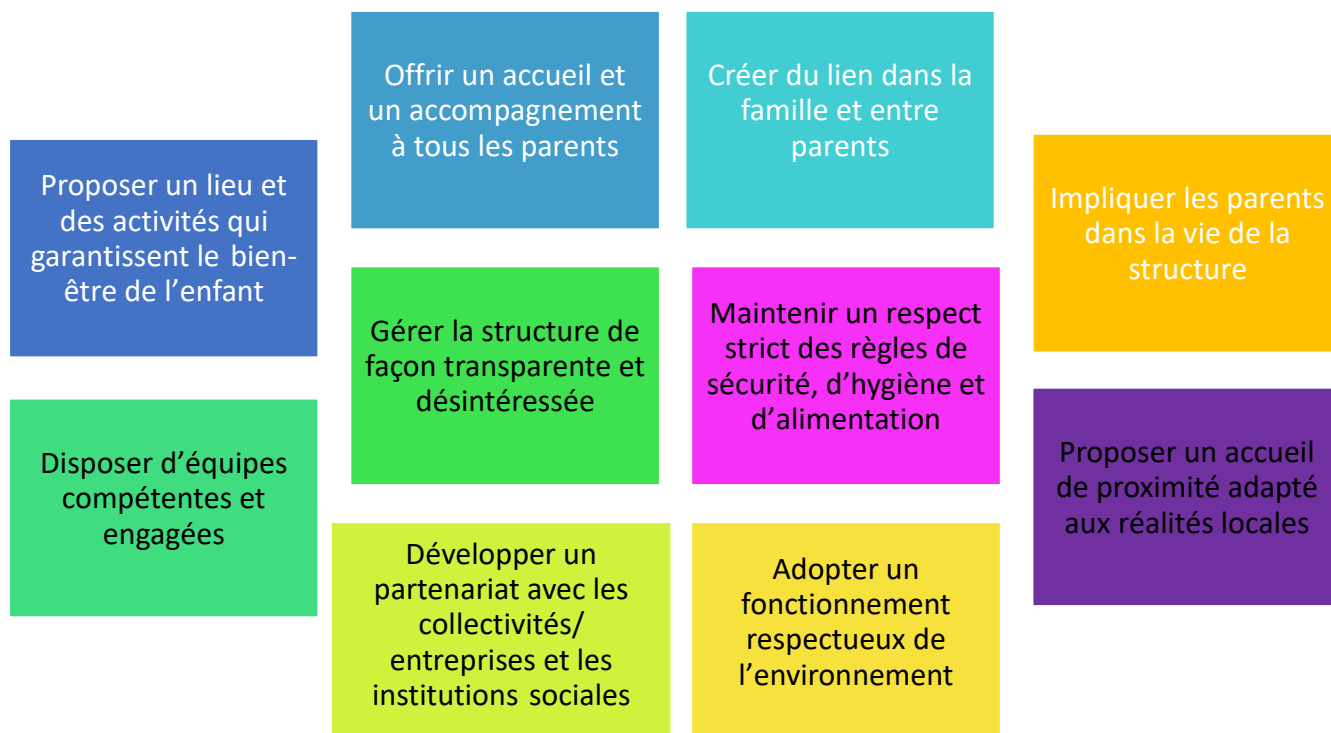 Offrir un accueil et
un accompagnement
à tous les parents
Créer du lien dans la
famille et entre
parents
Proposer un lieu et
des activités qui
garantissent le bien-
être de l’enfant
Impliquer les parents
dans la vie de la
structure
Gérer la structure de
façon transparente et
désintéressée
Maintenir un respect
strict des règles de
sécurité, d’hygiène et
d’alimentation
Disposer d’équipes
compétentes et
engagées
Proposer un accueil
de proximité adapté
aux réalités locales
Développer un
partenariat avec les
collectivités/
entreprises et les
institutions sociales
Adopter un
fonctionnement
respectueux de
l’environnement